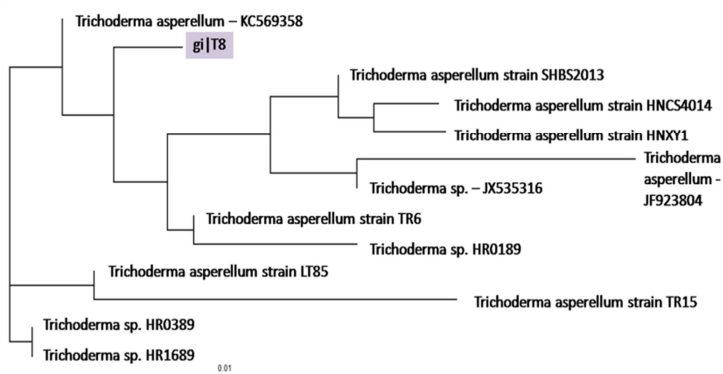 Trichoderma asperellum – KC569358
gi|T8
Trichoderma asperellum strain SHBS2013
Trichoderma asperellum strain HNCS4014
Trichoderma asperellum strain HNXY1
Trichoderma
asperellum -
JF923804
Trichoderma sp. – JX535316
Trichoderma asperellum strain TR6
Trichoderma sp. HR0189
Trichoderma asperellum strain LT85
Trichoderma asperellum strain TR15
Trichoderma sp. HR0389
Trichoderma sp. HR1689
0.01